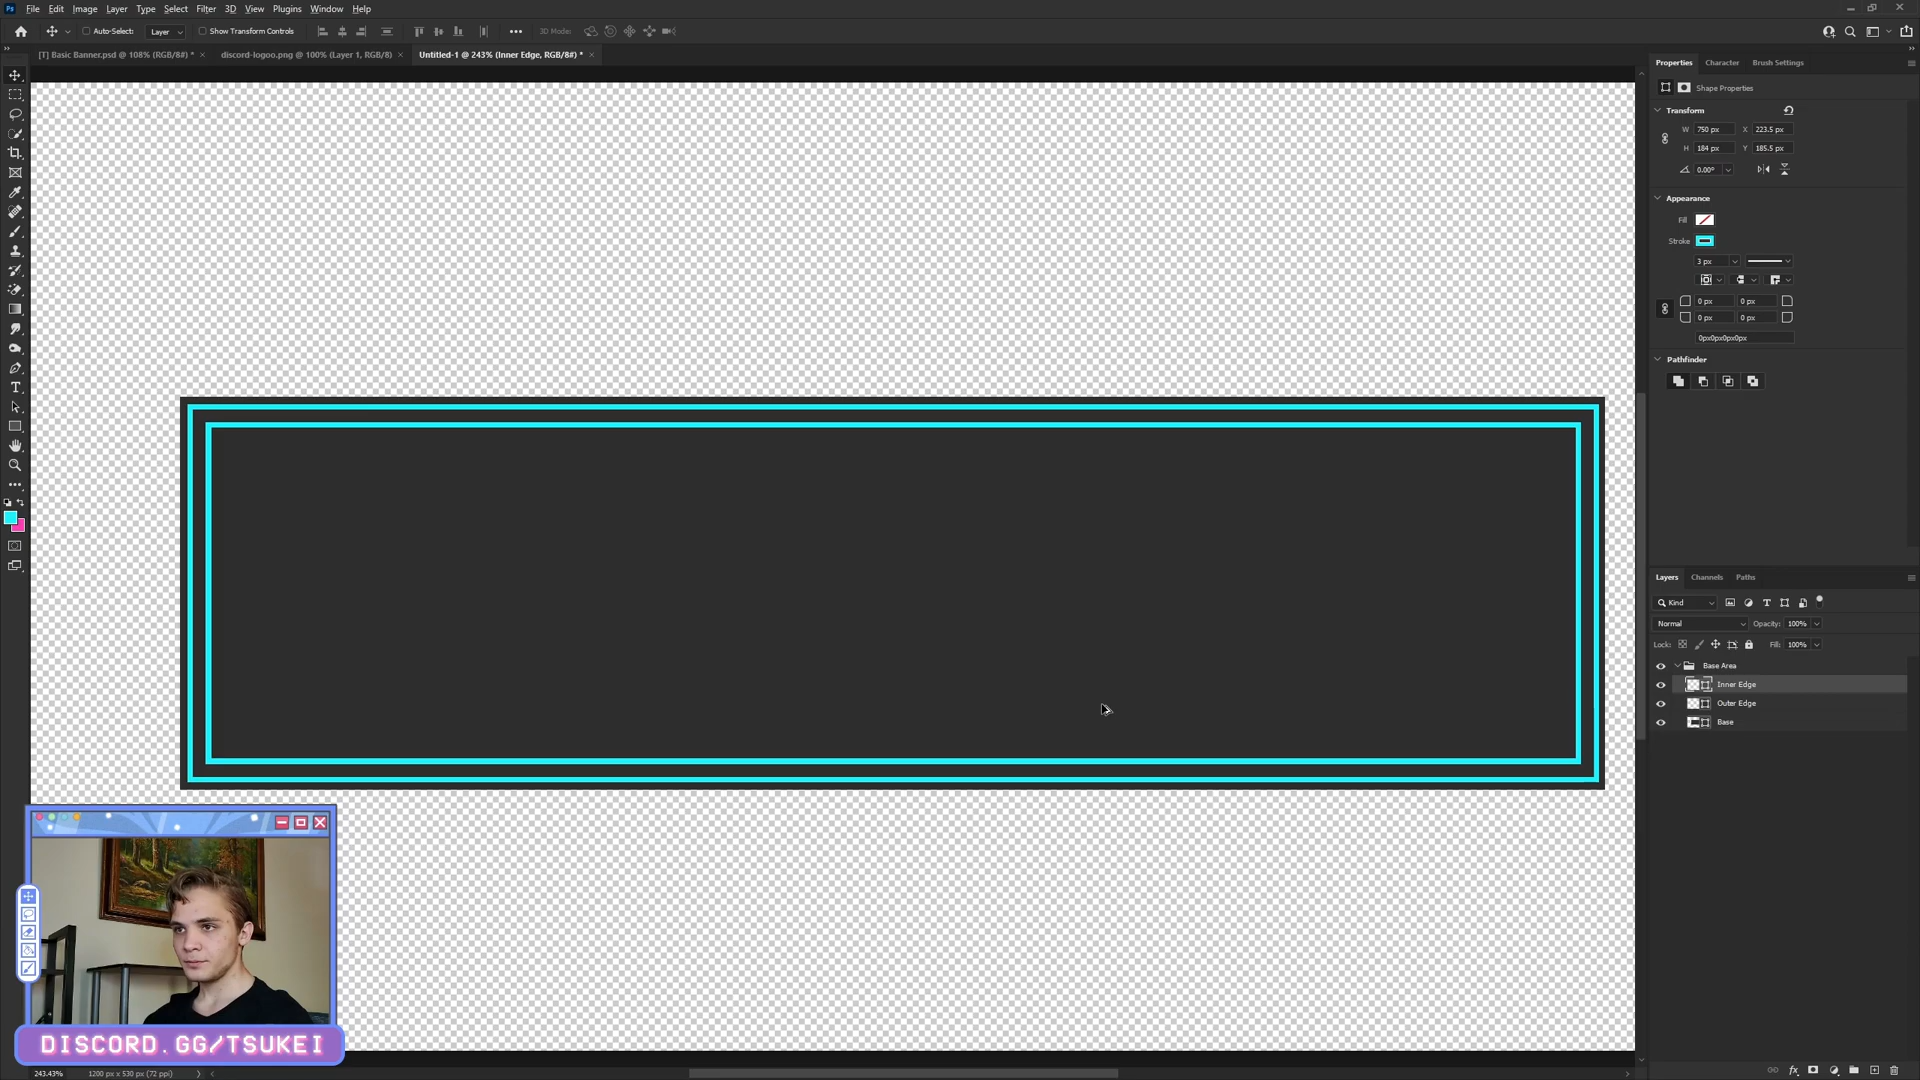 Ps File Edit Image Layer Type Select Filter 3D View Plugins Window Help
Auto-Select: Layer Show Transform Controls 3D Mode:
[T] Basic Banner.psd @ 108% (RGB/8#) * × discord-logoo.png @ 100% (Layer 1, RGB/8) × Untitled-1 @ 243% (Inner Edge, RGB/8#) * ×
Properties Character Brush Settings
Shape Properties
Transform
W 750 px X 223.5 px
H 184 px Y 185.5 px
0.00°
Appearance
Fill
Stroke
3 px
0 px 0 px
0 px 0 px
0px0px0px0px
Pathfinder
Layers Channels Paths
Kind
Normal Opacity: 100%
Lock: Fill: 100%
Base Area
Inner Edge
Outer Edge
Base
DISCORD.GG/TSUKEI
243.43% 1200 px x 530 px (72 ppi)